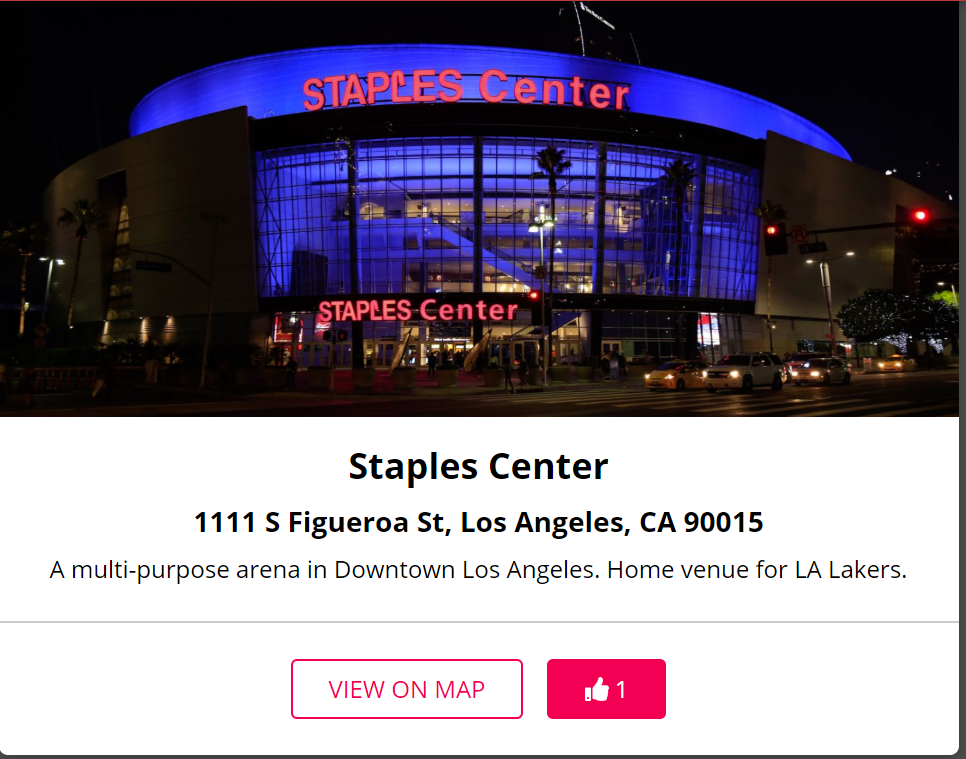 STAPLES Center
STAPLES Center
Staples Center
1111 S Figueroa St, Los Angeles, CA 90015
A multi-purpose arena in Downtown Los Angeles. Home venue for LA Lakers.
VIEW ON MAP
1